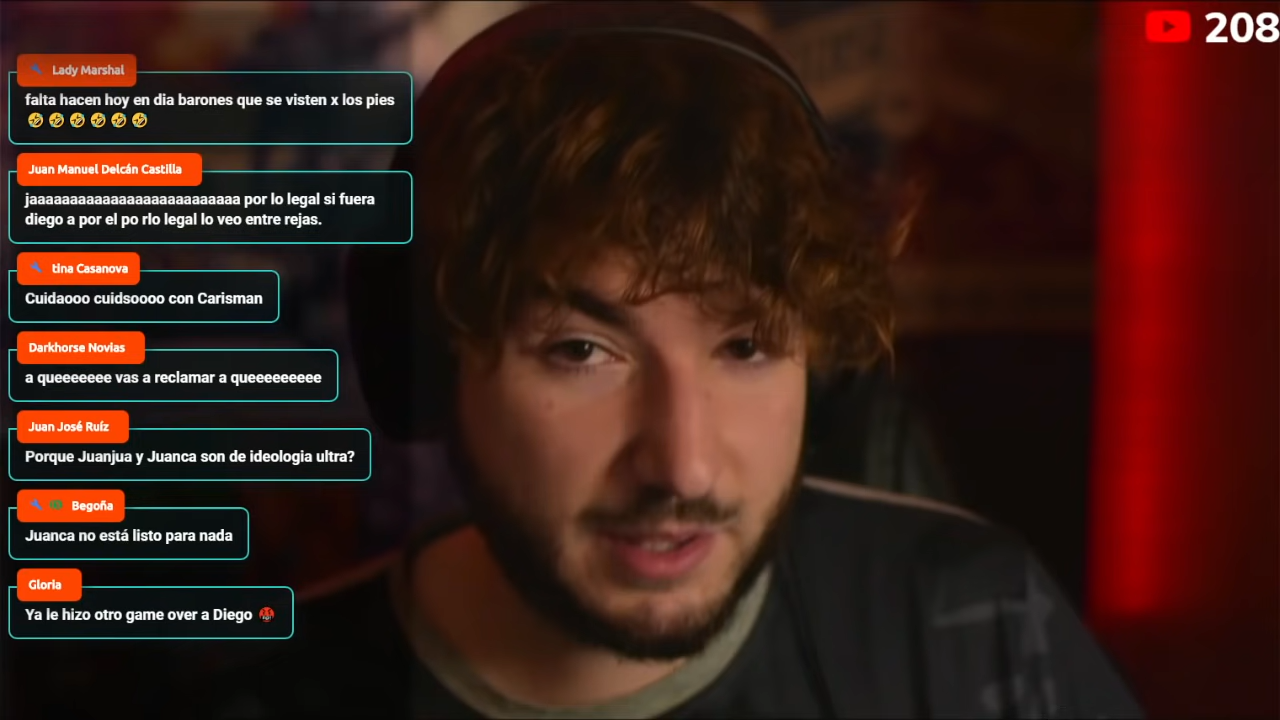 208
Lady Marshal
falta hacen hoy en dia barones que se visten x los pies
🤣 🤣 🤣 🤣 🤣 🤣
Juan Manuel Delcán Castilla
jaaaaaaaaaaaaaaaaaaaaaaaaaa por lo legal si fuera
diego a por el po rlo legal lo veo entre rejas.
tina Casanova
Cuidaooo cuidsoooo con Carisman
Darkhorse Novias
a queeeeeee vas a reclamar a queeeeeeeee
Juan José Ruíz
Porque Juanjua y Juanca son de ideologia ultra?
Begoña
Juanca no está listo para nada
Gloria
Ya le hizo otro game over a Diego